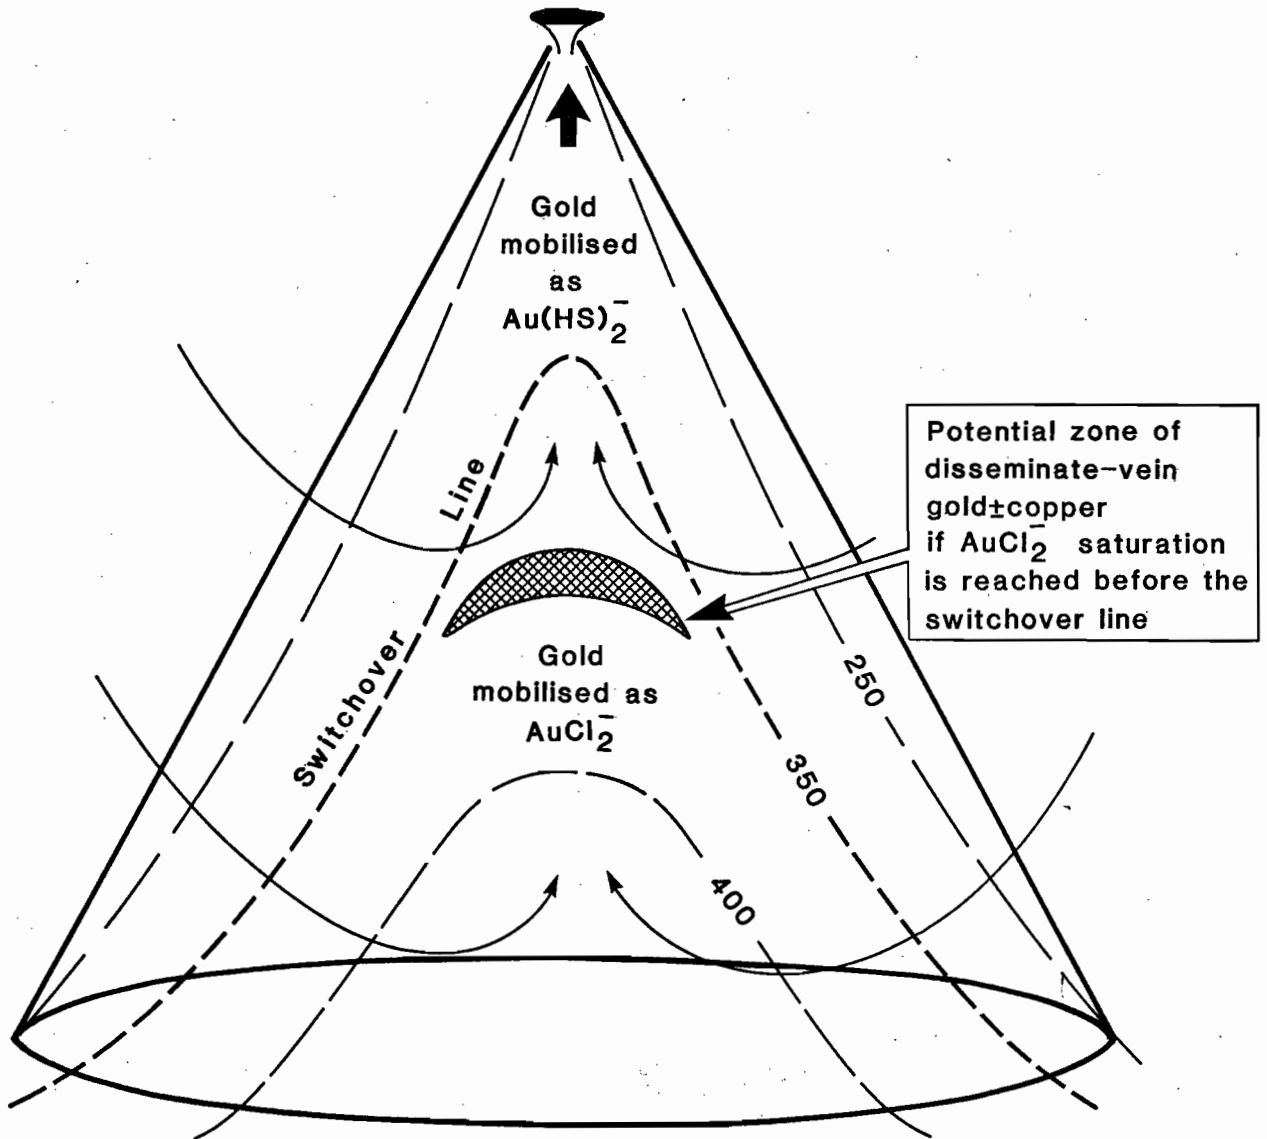 Gold
mobilised
as
Au(HS)₂⁻
Potential zone of
disseminate-vein
gold±copper
if AuCl₂⁻ saturation
is reached before the
switchover line
Switchover Line
Gold
mobilised as
AuCl₂⁻
250
350
400